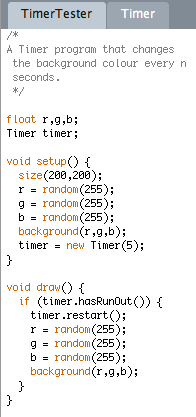 TimerTester Timer
/*
A Timer program that changes
 the background colour every n
 seconds.
 */

float r,g,b;
Timer timer;

void setup() {
  size(200,200);
  r = random(255);
  g = random(255);
  b = random(255);
  background(r,g,b);
  timer = new Timer(5);
}

void draw() {
  if (timer.hasRunOut()) {
    timer.restart();
    r = random(255);
    g = random(255);
    b = random(255);
    background(r,g,b);
  }
}